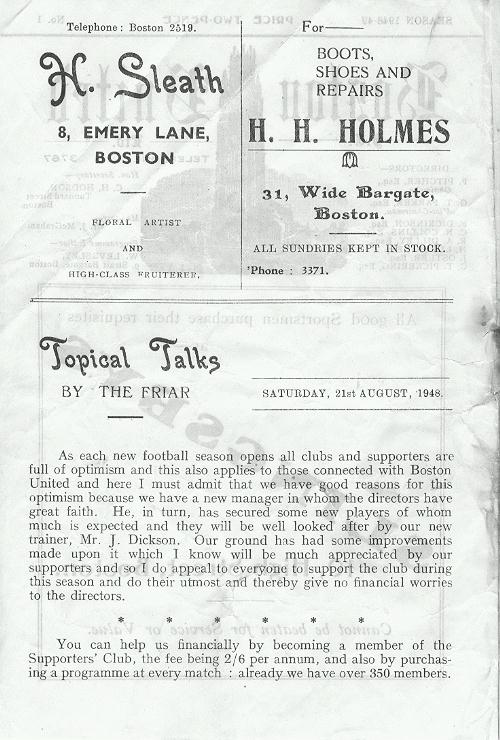 Telephone: Boston 2519.
H. Sleath
8, EMERY LANE,
BOSTON
FLORAL ARTIST
AND
HIGH-CLASS FRUITERER.
For
BOOTS,
SHOES AND
REPAIRS
H. H. HOLMES
31, Wide Bargate,
Boston.
ALL SUNDRIES KEPT IN STOCK.
'Phone : 3371.
Topical Talks
BY THE FRIAR
SATURDAY, 21st AUGUST, 1948.
As each new football season opens all clubs and supporters are
full of optimism and this also applies to those connected with Boston
United and here I must admit that we have good reasons for this
optimism because we have a new manager in whom the directors have
great faith. He, in turn, has secured some new players of whom
much is expected and they will be well looked after by our new
trainer, Mr. J. Dickson. Our ground has had some improvements
made upon it which I know will be much appreciated by our
supporters and so I do appeal to everyone to support the club during
this season and do their utmost and thereby give no financial worries
to the directors.
* * * * * *
You can help us financially by becoming a member of the
Supporters' Club, the fee being 2/6 per annum, and also by purchas-
ing a programme at every match : already we have over 350 members.